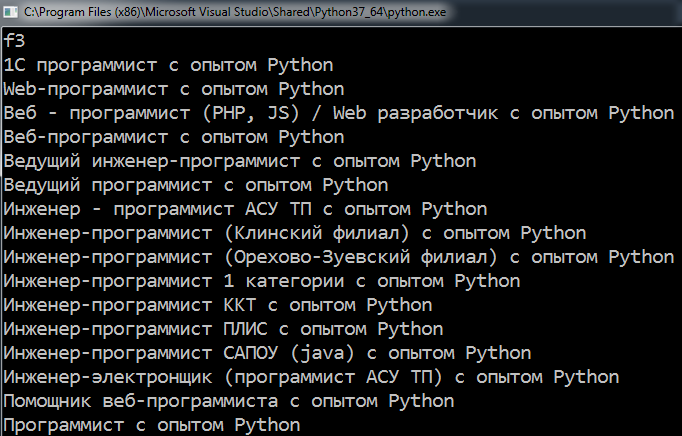 C:\Program Files (x86)\Microsoft Visual Studio\Shared\Python37_64\python.exe
f3
1С программист с опытом Python
Web-программист с опытом Python
Веб - программист (PHP, JS) / Web разработчик с опытом Python
Веб-программист с опытом Python
Ведущий инженер-программист с опытом Python
Ведущий программист с опытом Python
Инженер - программист АСУ ТП с опытом Python
Инженер-программист (Клинский филиал) с опытом Python
Инженер-программист (Орехово-Зуевский филиал) с опытом Python
Инженер-программист 1 категории с опытом Python
Инженер-программист ККТ с опытом Python
Инженер-программист ПЛИС с опытом Python
Инженер-программист САПОУ (java) с опытом Python
Инженер-электронщик (программист АСУ ТП) с опытом Python
Помощник веб-программиста с опытом Python
Программист с опытом Python